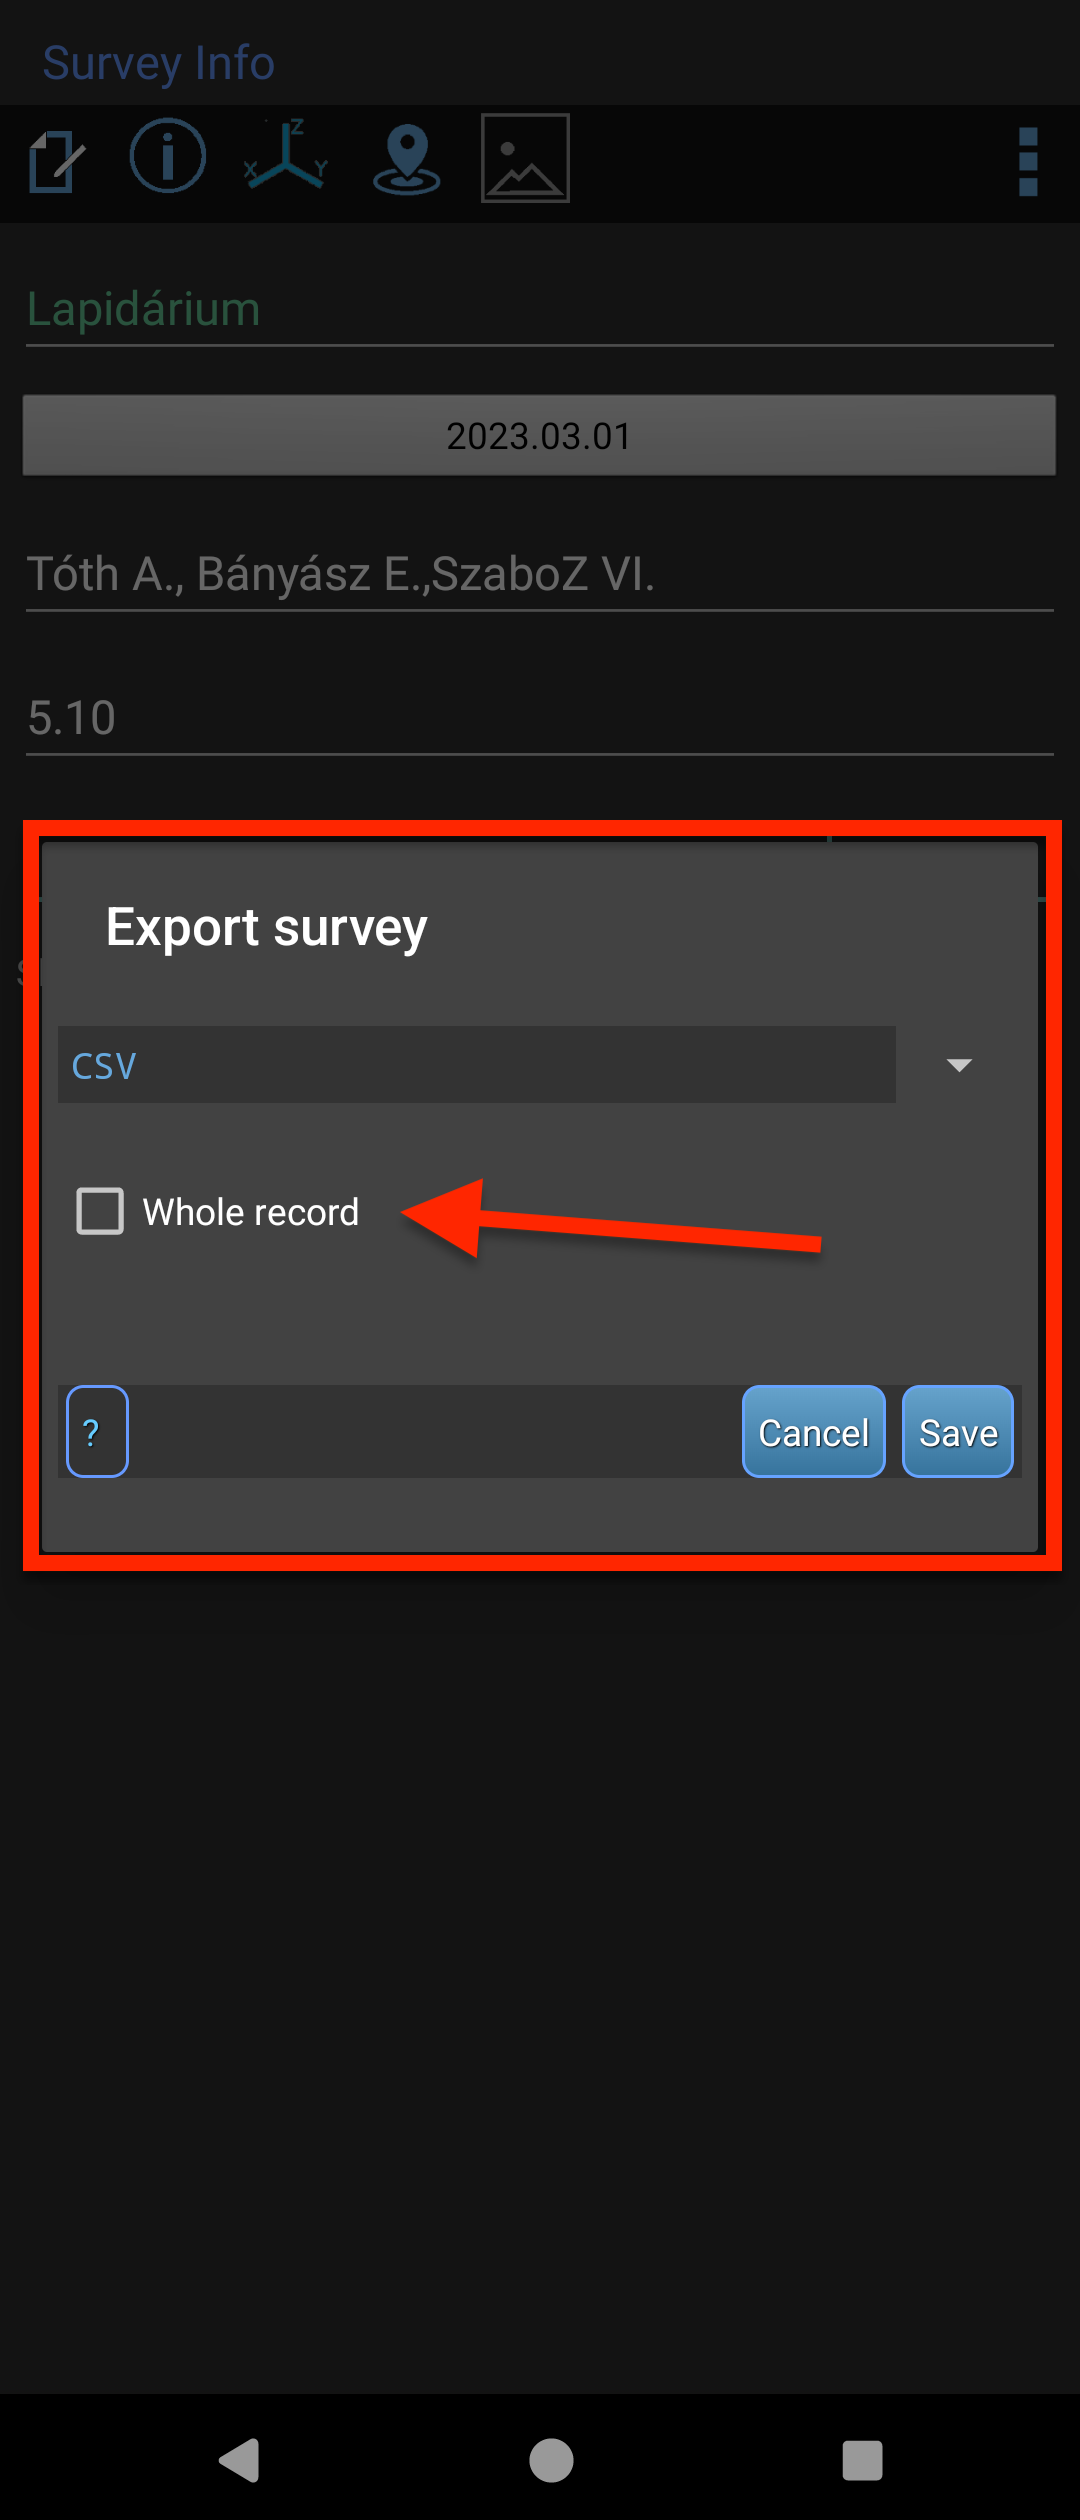 Survey Info
Z
X Y
Lapidárium
2023.03.01
Tóth A., Bányász E.,SzaboZ VI.
5.10
Export survey
CSV
Whole record
?
Cancel Save